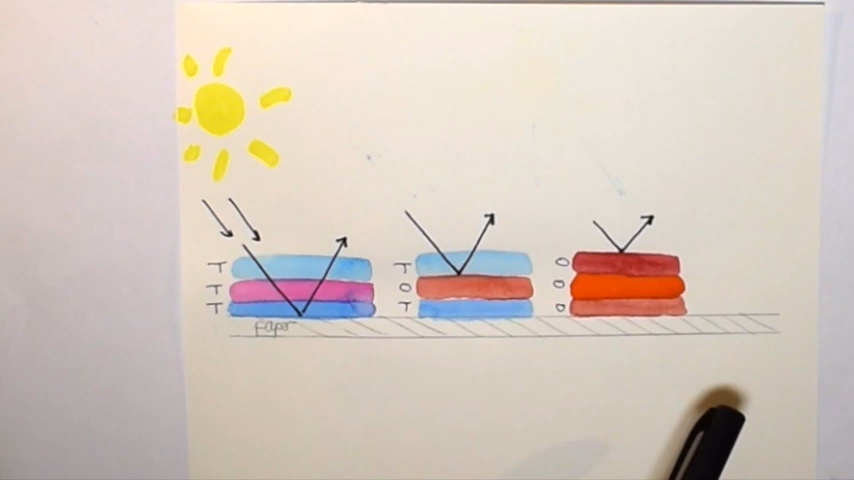 T T O
T O O
T T O
paper